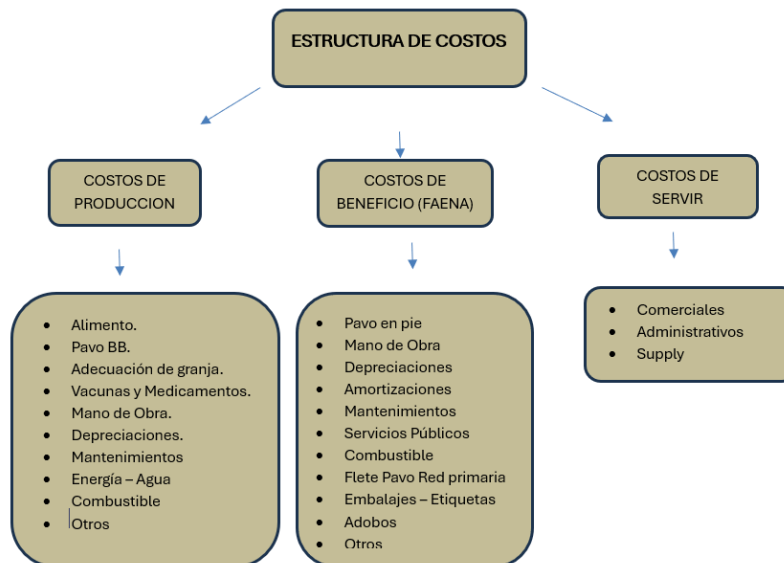 ESTRUCTURA DE COSTOS
COSTOS DE
PRODUCCION
COSTOS DE
BENEFICIO (FAENA)
COSTOS DE
SERVIR
• Alimento.
• Pavo BB.
• Adecuación de granja.
• Vacunas y Medicamentos.
• Mano de Obra.
• Depreciaciones.
• Mantenimientos
• Energía – Agua
• Combustible
• Otros
• Pavo en pie
• Mano de Obra
• Depreciaciones
• Amortizaciones
• Mantenimientos
• Servicios Públicos
• Combustible
• Flete Pavo Red primaria
• Embalajes – Etiquetas
• Adobos
• Otros
• Comerciales
• Administrativos
• Supply